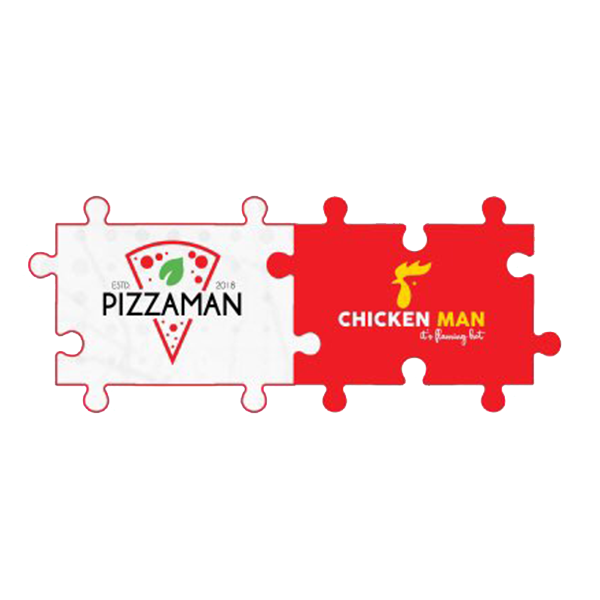 ESTD. 2018
PIZZAMAN
CHICKEN MAN
it's flaming hot